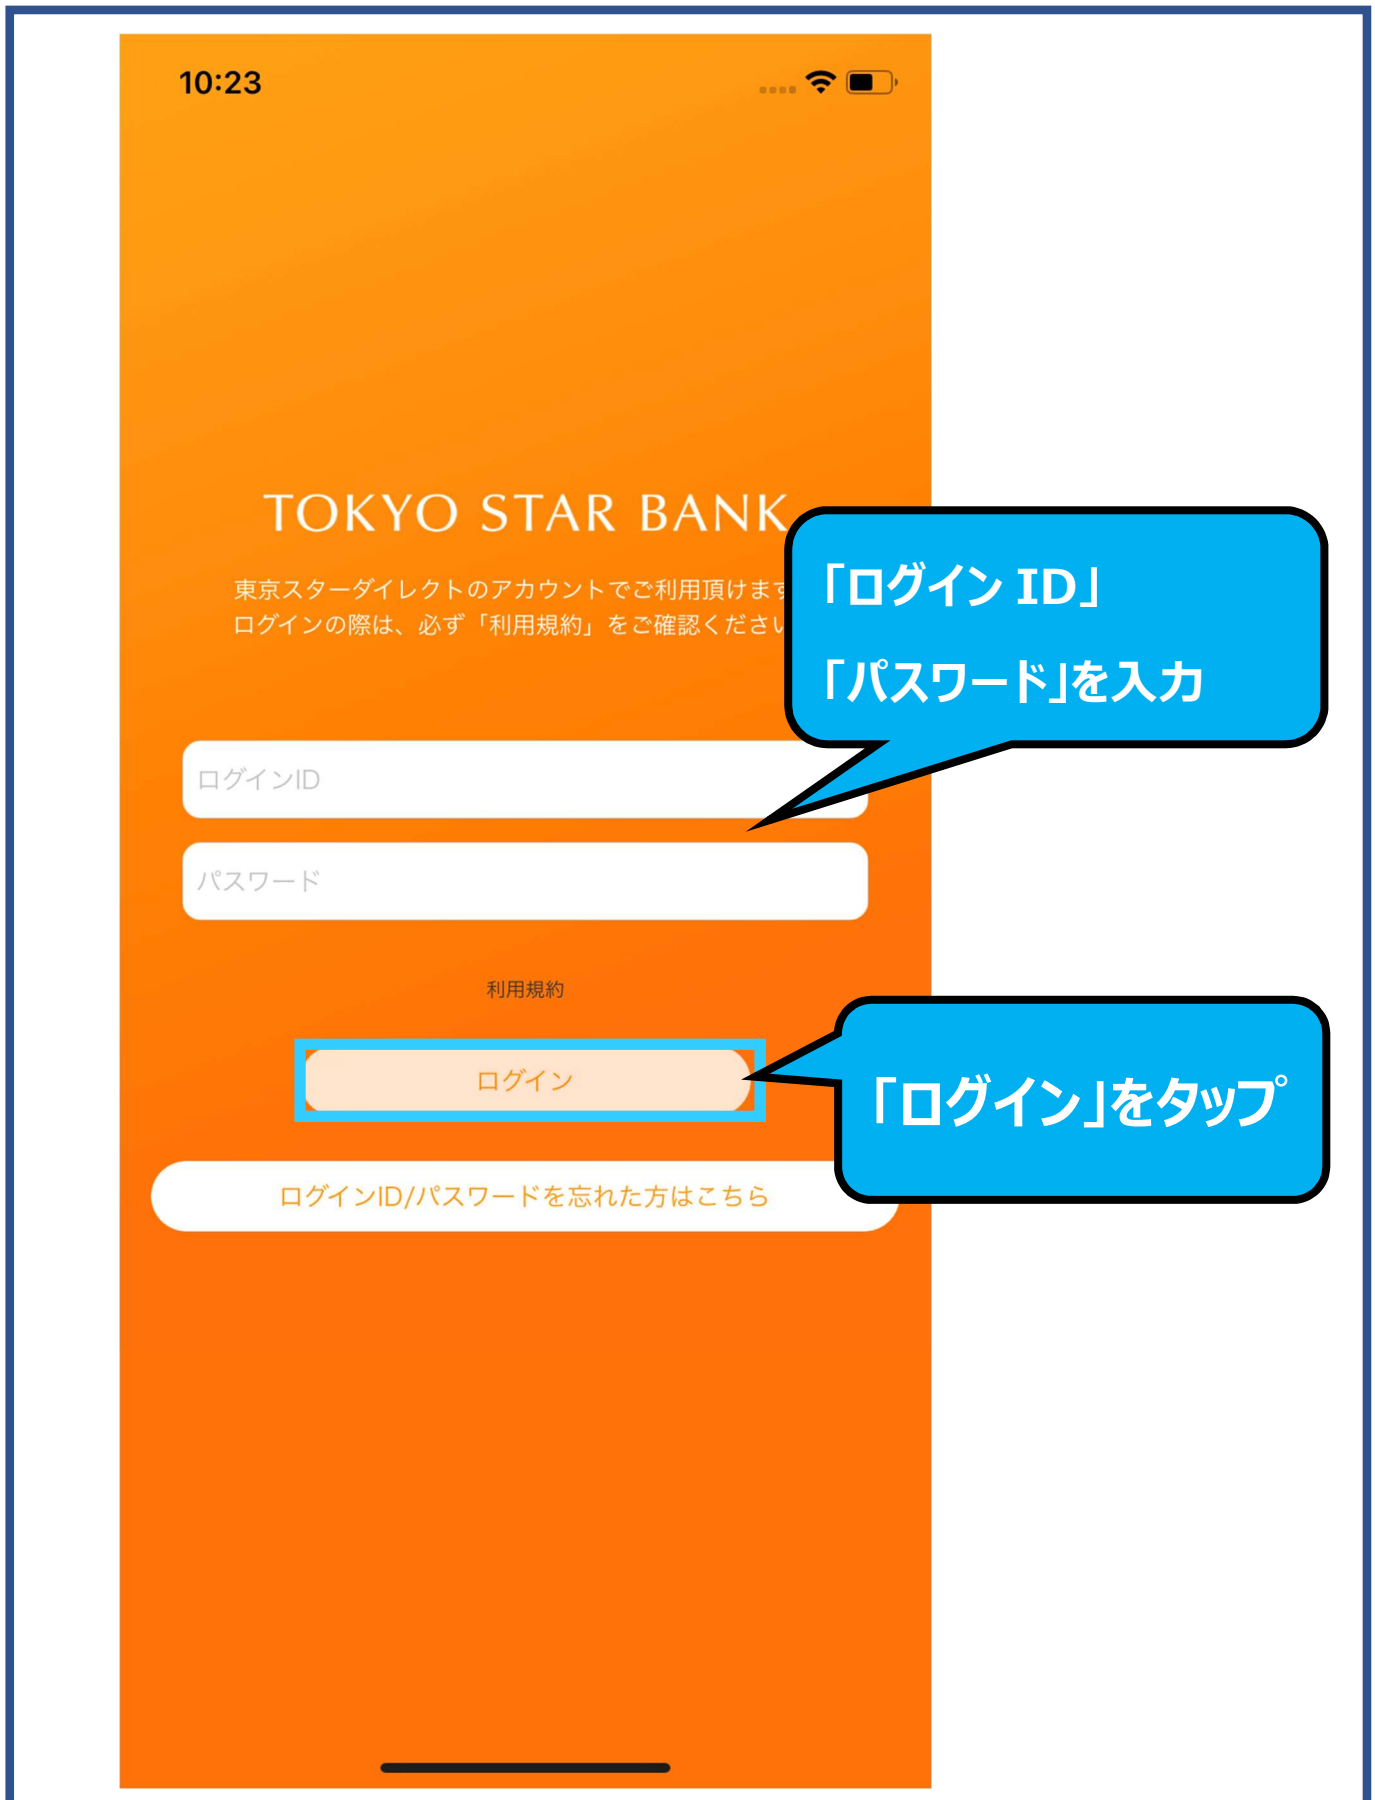 10:23
TOKYO STAR BANK
東京スターダイレクトのアカウントでご利用頂けます
ログインの際は、必ず「利用規約」をご確認ください
「ログイン ID」
「パスワード」を入力
ログインID
パスワード
利用規約
ログイン
「ログイン」をタップ
ログインID/パスワードを忘れた方はこちら